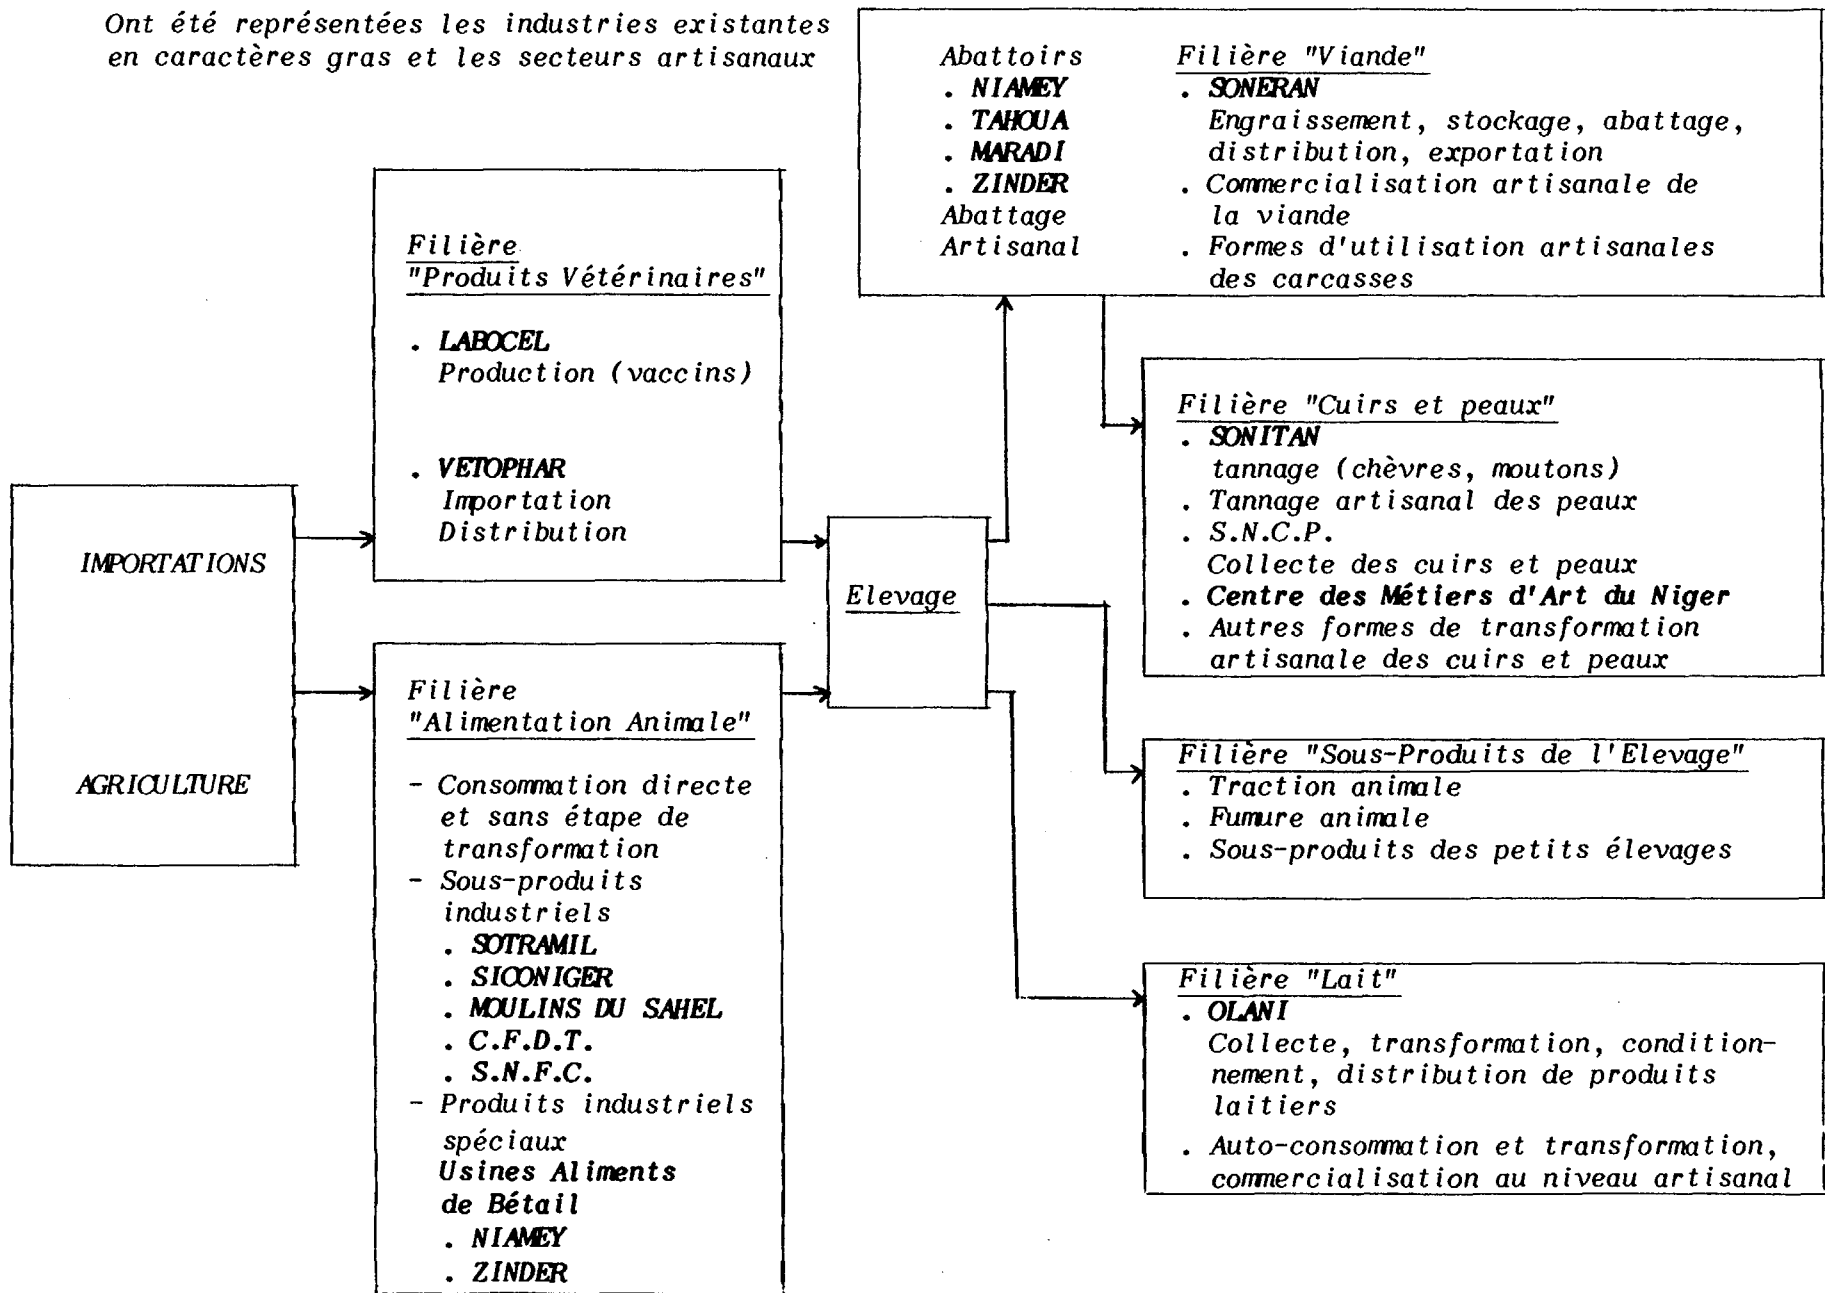 Ont été représentées les industries existantes
en caractères gras et les secteurs artisanaux
IMPORTATIONS
AGRICULTURE
Filière
"Produits Vétérinaires"
. LABOCEL
Production (vaccins)
. VETOPHAR
Importation
Distribution
Filière
"Alimentation Animale"
- Consommation directe
et sans étape de
transformation
- Sous-produits
industriels
. SOTRAMIL
. SICONIGER
. MOULINS DU SAHEL
. C.F.D.T.
. S.N.F.C.
- Produits industriels
spéciaux
Usines Aliments
de Bétail
. NIAMEY
. ZINDER
Elevage
Abattoirs
. NIAMEY
. TAHOUA
. MARADI
. ZINDER
Abattage
Artisanal
Filière "Viande"
. SONERAN
Engraissement, stockage, abattage,
distribution, exportation
. Commercialisation artisanale de
la viande
. Formes d'utilisation artisanales
des carcasses
Filière "Cuirs et peaux"
. SONITAN
tannage (chèvres, moutons)
. Tannage artisanal des peaux
. S.N.C.P.
Collecte des cuirs et peaux
. Centre des Métiers d'Art du Niger
. Autres formes de transformation
artisanale des cuirs et peaux
Filière "Sous-Produits de l'Elevage"
. Traction animale
. Fumure animale
. Sous-produits des petits élevages
Filière "Lait"
. OLANI
Collecte, transformation, condition-
nement, distribution de produits
laitiers
. Auto-consommation et transformation,
commercialisation au niveau artisanal